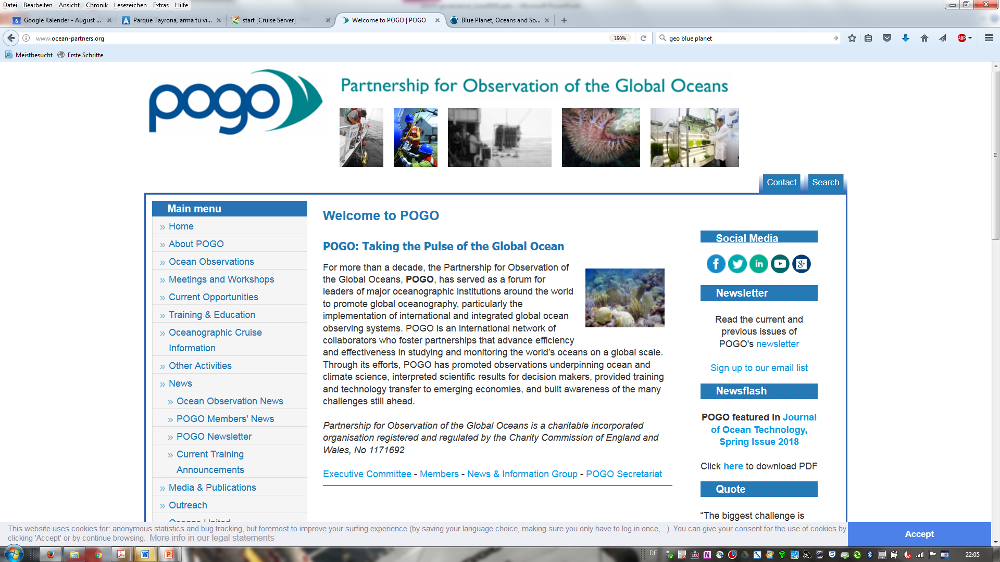 Datei Bearbeiten Ansicht Chronik Lesezeichen Extras Hilfe
Google Kalender - August ... Parque Tayrona, arma tu vi... start [Cruise Server] Welcome to POGO | POGO Blue Planet, Oceans and So...
www.ocean-partners.org 150% geo blue planet ABP
Meistbesucht Erste Schritte
pogo
Partnership for Observation of the Global Oceans
Contact Search
Main menu
Home
About POGO
Ocean Observations
Meetings and Workshops
Current Opportunities
Training & Education
Oceanographic Cruise
Information
Other Activities
News
Ocean Observation News
POGO Members' News
POGO Newsletter
Current Training
Announcements
Media & Publications
Outreach
Oceans United
Welcome to POGO
POGO: Taking the Pulse of the Global Ocean
For more than a decade, the Partnership for Observation of
the Global Oceans, POGO, has served as a forum for
leaders of major oceanographic institutions around the world
to promote global oceanography, particularly the
implementation of international and integrated global ocean
observing systems. POGO is an international network of
collaborators who foster partnerships that advance efficiency
and effectiveness in studying and monitoring the world's oceans on a global scale.
Through its efforts, POGO has promoted observations underpinning ocean and
climate science, interpreted scientific results for decision makers, provided training
and technology transfer to emerging economies, and built awareness of the many
challenges still ahead.
Partnership for Observation of the Global Oceans is a charitable incorporated
organisation registered and regulated by the Charity Commission of England and
Wales, No 1171692
Executive Committee - Members - News & Information Group - POGO Secretariat
Social Media
Newsletter
Read the current and
previous issues of
POGO's newsletter
Sign up to our email list
Newsflash
POGO featured in Journal
of Ocean Technology,
Spring Issue 2018
Click here to download PDF
Quote
“The biggest challenge is
This website uses cookies for: anonymous statistics and bug tracking, but foremost to improve your surfing experience (by saving your language choice, making sure you only have to log in once,...). You can give your consent for the use of cookies by
clicking 'Accept' or by continue browsing. More info in our legal statements
Accept
DE 22:05